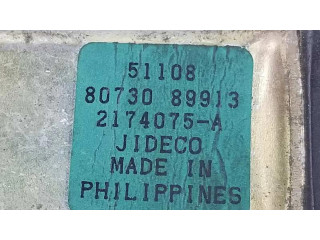 51108
80730 89913
2174075-A
JIDECO
MADE IN
PHILIPPINES